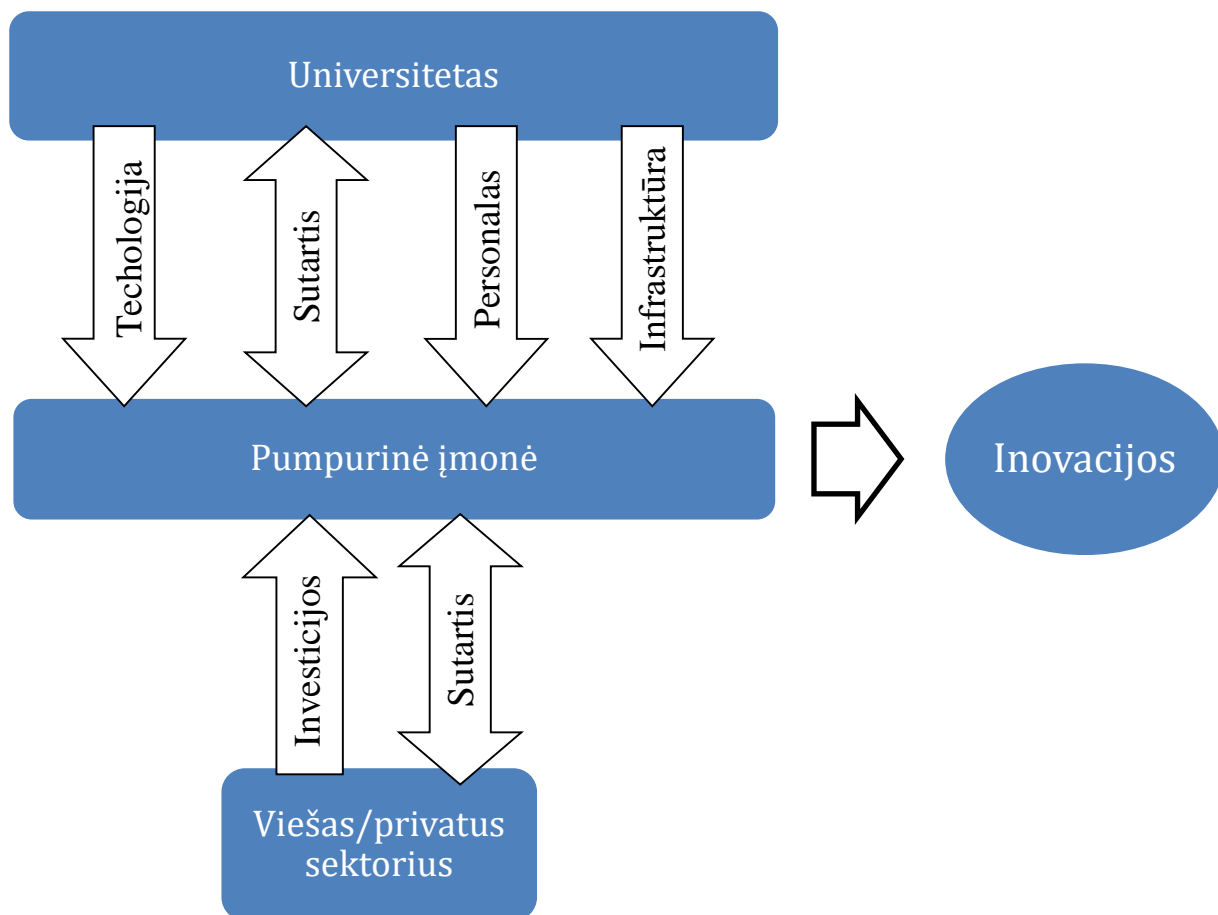 Universitetas
Techologija
Sutartis
Personalas
Infrastruktūra
Pumpurinė įmonė
Inovacijos
Investicijos
Sutartis
Viešas/privatus
sektorius